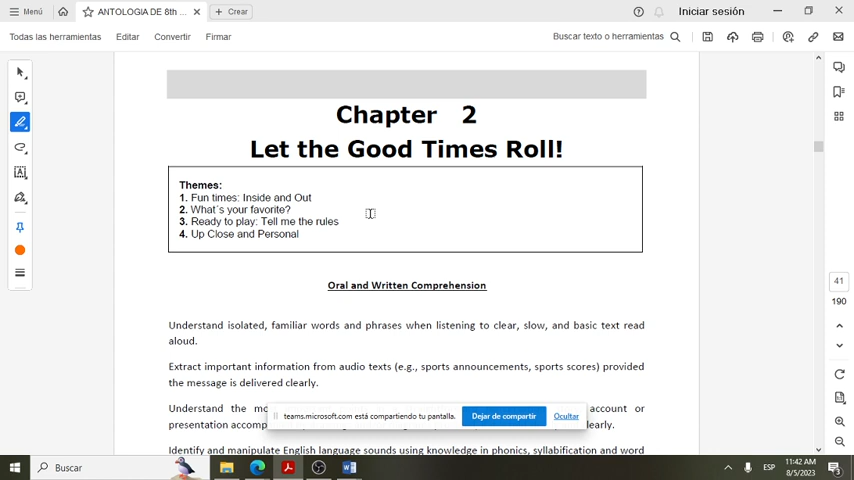 Menú
ANTOLOGIA DE 8th ...
Crear
Iniciar sesión
Todas las herramientas
Editar
Convertir
Firmar
Buscar texto o herramientas
Chapter 2
Let the Good Times Roll!
Themes:
1. Fun times: Inside and Out
2. What´s your favorite?
3. Ready to play: Tell me the rules
4. Up Close and Personal
Oral and Written Comprehension
Understand isolated, familiar words and phrases when listening to clear, slow, and basic text read
aloud.
Extract important information from audio texts (e.g., sports announcements, sports scores) provided
the message is delivered clearly.
Understand the account or
presentation
Identify and manipulate English language sounds using knowledge in phonics, syllabification and word
teams.microsoft.com está compartiendo tu pantalla.
Dejar de compartir
Ocultar
41
190
Buscar
ESP
11:42 AM
8/5/2023